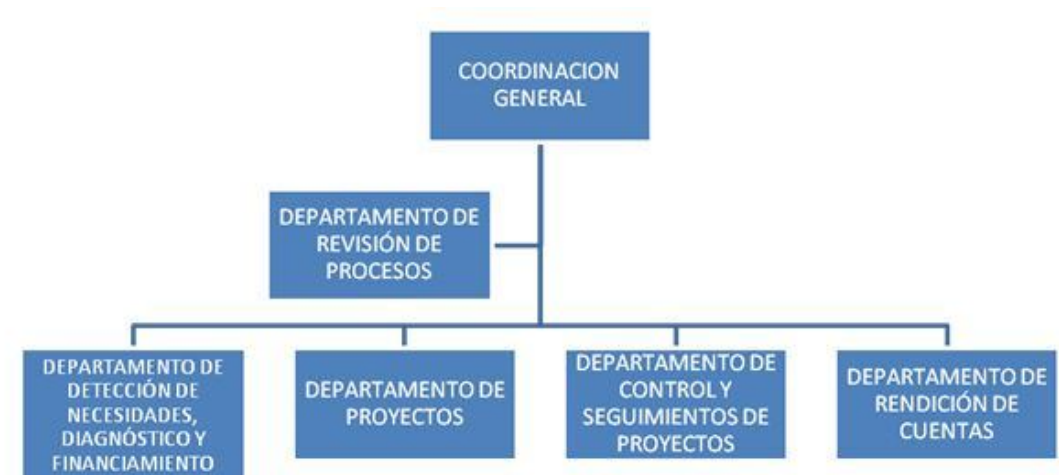 COORDINACION
GENERAL
DEPARTAMENTO DE
REVISIÓN DE
PROCESOS
DEPARTAMENTO DE
DETECCIÓN DE
NECESIDADES,
DIAGNÓSTICO Y
FINANCIAMIENTO
DEPARTAMENTO DE
PROYECTOS
DEPARTAMENTO DE
CONTROL Y
SEGUIMIENTOS DE
PROYECTOS
DEPARTAMENTO DE
RENDICIÓN DE
CUENTAS